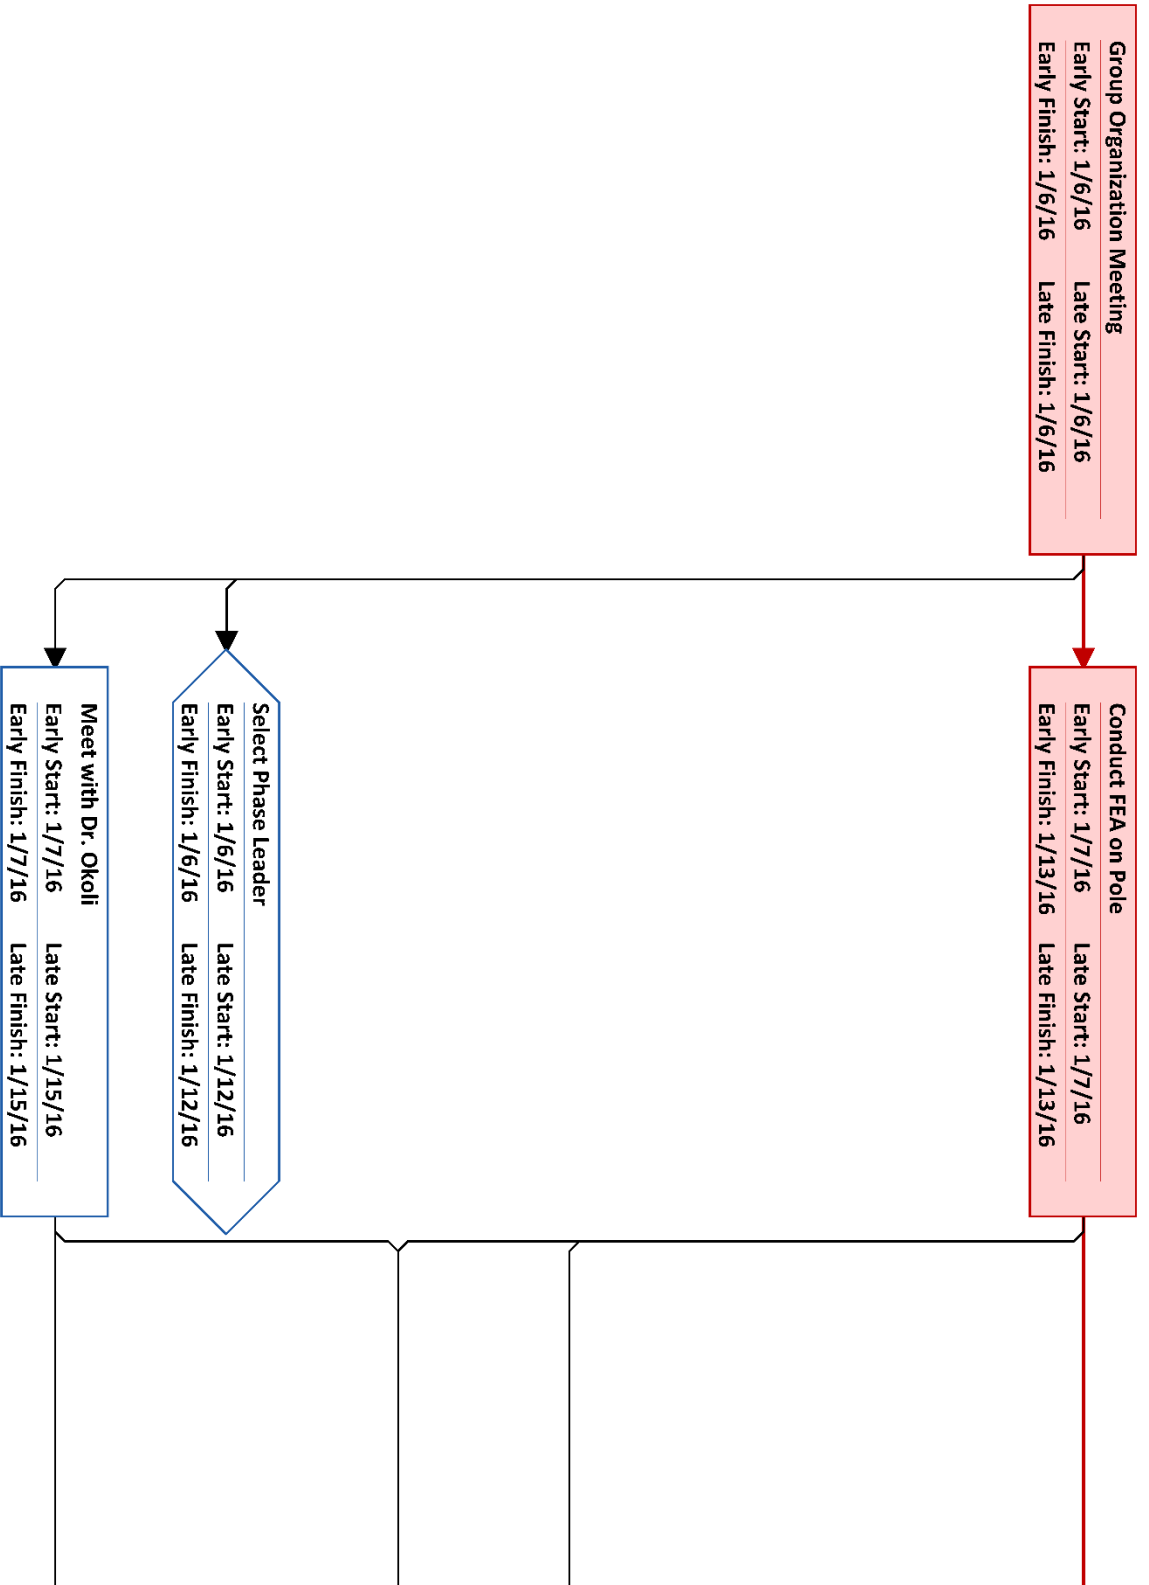 Group Organization Meeting
Early Start: 1/6/16 Late Start: 1/6/16
Early Finish: 1/6/16 Late Finish: 1/6/16
Conduct FEA on Pole
Early Start: 1/7/16 Late Start: 1/7/16
Early Finish: 1/13/16 Late Finish: 1/13/16
Select Phase Leader
Early Start: 1/6/16 Late Start: 1/12/16
Early Finish: 1/6/16 Late Finish: 1/12/16
Meet with Dr. Okoli
Early Start: 1/7/16 Late Start: 1/15/16
Early Finish: 1/7/16 Late Finish: 1/15/16